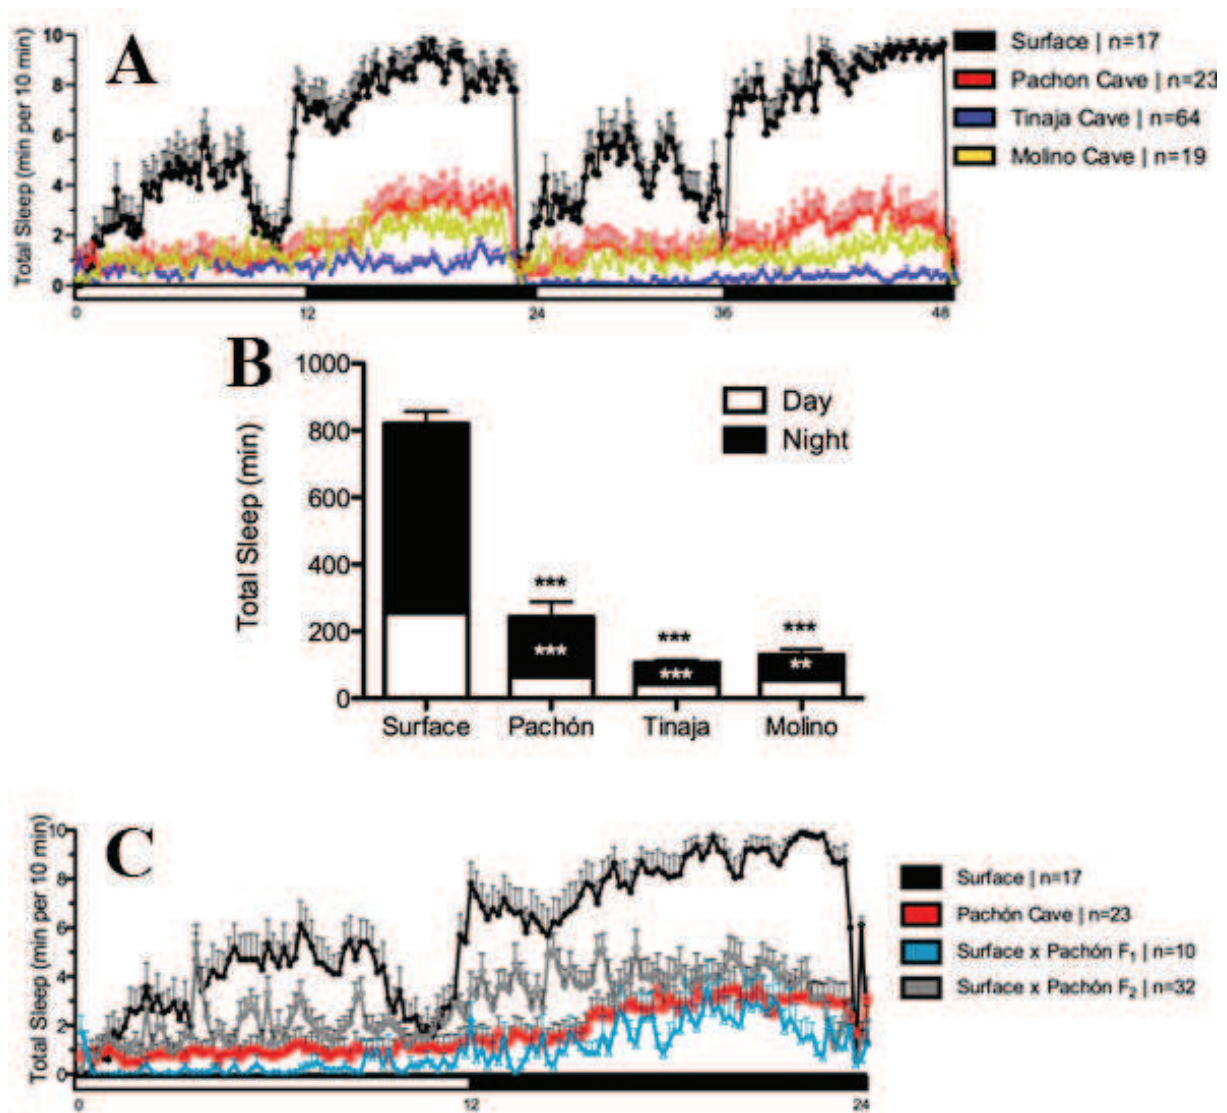 A
Total Sleep (min per 10 min)
10
8
6
4
2
0
0 12 24 36 48
Surface | n=17
Pachon Cave | n=23
Tinaja Cave | n=64
Molino Cave | n=19
B
Total Sleep (min)
1000
800
600
400
200
0
Day
Night
*** *** ***
*** *** **
Surface Pachón Tinaja Molino
C
Total Sleep (min per 10 min)
10
8
6
4
2
0
0 12 24
Surface | n=17
Pachón Cave | n=23
Surface x Pachón F₁ | n=10
Surface x Pachón F₂ | n=32